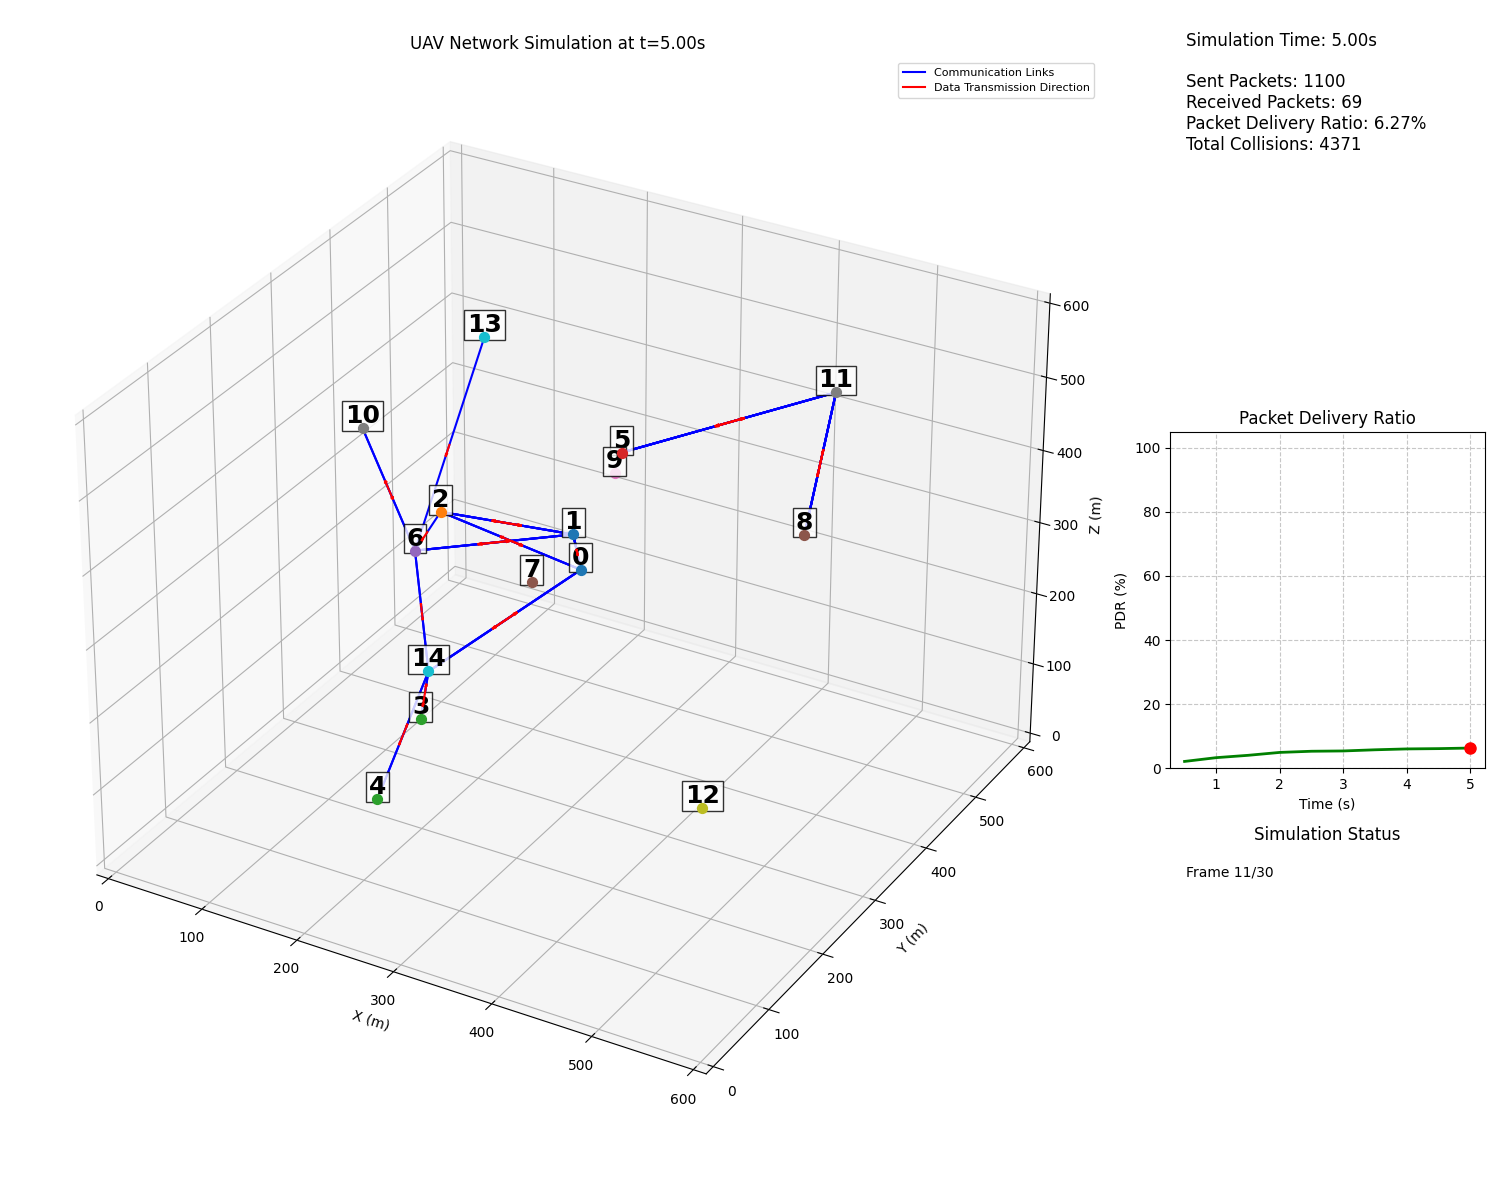 UAV Network Simulation at t=5.00s
Communication Links
Data Transmission Direction
Simulation Time: 5.00s
Sent Packets: 1100
Received Packets: 69
Packet Delivery Ratio: 6.27%
Total Collisions: 4371
13
11
10
5
9
2
1
6
0
7
8
14
3
4
12
600
500
400
300
200
100
0
Z (m)
0
100
200
300
400
500
600
X (m)
0
100
200
300
400
500
600
Y (m)
Packet Delivery Ratio
100
80
60
40
20
0
PDR (%)
1
2
3
4
5
Time (s)
Simulation Status
Frame 11/30